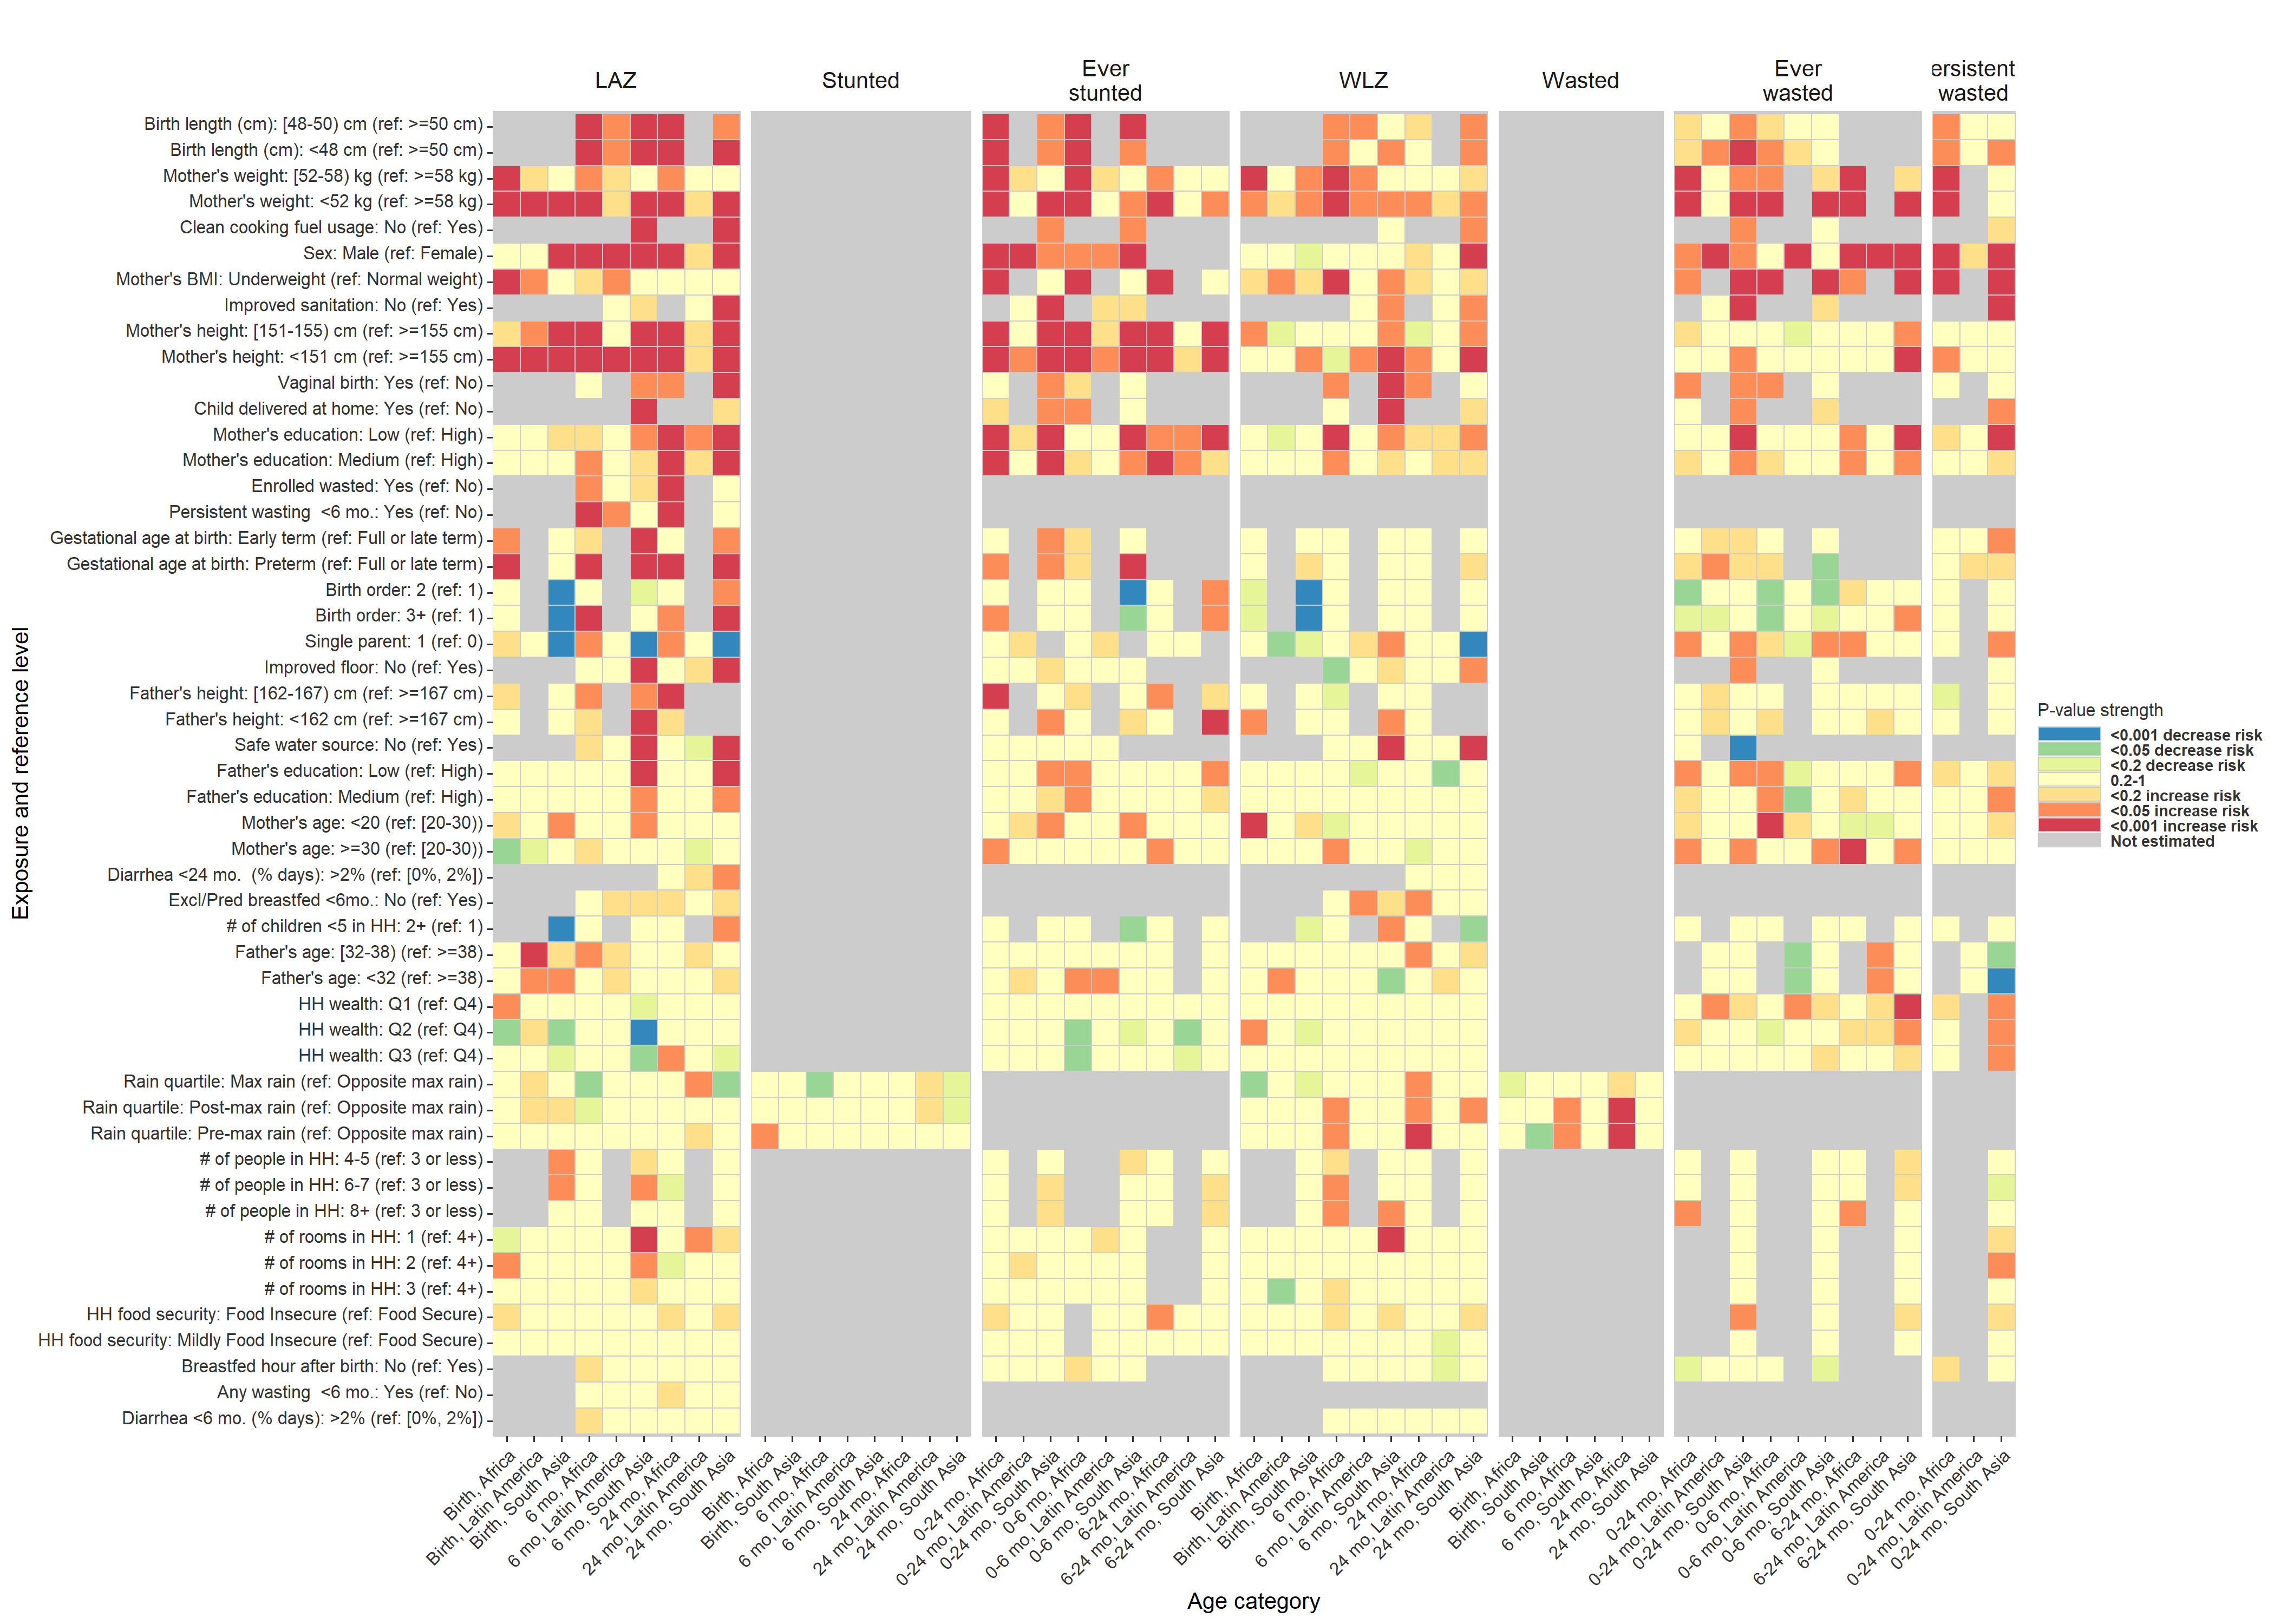 LAZ
Stunted
Ever
stunted
WLZ
Wasted
Ever
wasted
ersistent
wasted
Exposure and reference level
Birth length (cm): [48-50) cm (ref: >=50 cm)
Birth length (cm): <48 cm (ref: >=50 cm)
Mother's weight: [52-58) kg (ref: >=58 kg)
Mother's weight: <52 kg (ref: >=58 kg)
Clean cooking fuel usage: No (ref: Yes)
Sex: Male (ref: Female)
Mother's BMI: Underweight (ref: Normal weight)
Improved sanitation: No (ref: Yes)
Mother's height: [151-155) cm (ref: >=155 cm)
Mother's height: <151 cm (ref: >=155 cm)
Vaginal birth: Yes (ref: No)
Child delivered at home: Yes (ref: No)
Mother's education: Low (ref: High)
Mother's education: Medium (ref: High)
Enrolled wasted: Yes (ref: No)
Persistent wasting  <6 mo.: Yes (ref: No)
Gestational age at birth: Early term (ref: Full or late term)
Gestational age at birth: Preterm (ref: Full or late term)
Birth order: 2 (ref: 1)
Birth order: 3+ (ref: 1)
Single parent: 1 (ref: 0)
Improved floor: No (ref: Yes)
Father's height: [162-167) cm (ref: >=167 cm)
Father's height: <162 cm (ref: >=167 cm)
Safe water source: No (ref: Yes)
Father's education: Low (ref: High)
Father's education: Medium (ref: High)
Mother's age: <20 (ref: [20-30))
Mother's age: >=30 (ref: [20-30))
Diarrhea <24 mo.  (% days): >2% (ref: [0%, 2%])
Excl/Pred breastfed <6mo.: No (ref: Yes)
# of children <5 in HH: 2+ (ref: 1)
Father's age: [32-38) (ref: >=38)
Father's age: <32 (ref: >=38)
HH wealth: Q1 (ref: Q4)
HH wealth: Q2 (ref: Q4)
HH wealth: Q3 (ref: Q4)
Rain quartile: Max rain (ref: Opposite max rain)
Rain quartile: Post-max rain (ref: Opposite max rain)
Rain quartile: Pre-max rain (ref: Opposite max rain)
# of people in HH: 4-5 (ref: 3 or less)
# of people in HH: 6-7 (ref: 3 or less)
# of people in HH: 8+ (ref: 3 or less)
# of rooms in HH: 1 (ref: 4+)
# of rooms in HH: 2 (ref: 4+)
# of rooms in HH: 3 (ref: 4+)
HH food security: Food Insecure (ref: Food Secure)
HH food security: Mildly Food Insecure (ref: Food Secure)
Breastfed hour after birth: No (ref: Yes)
Any wasting  <6 mo.: Yes (ref: No)
Diarrhea <6 mo. (% days): >2% (ref: [0%, 2%])
P-value strength
<0.001 decrease risk
<0.05 decrease risk
<0.2 decrease risk
0.2-1
<0.2 increase risk
<0.05 increase risk
<0.001 increase risk
Not estimated
Birth, Africa
Birth, Latin America
Birth, South Asia
6 mo, Africa
6 mo, Latin America
6 mo, South Asia
24 mo, Africa
24 mo, Latin America
24 mo, South Asia
Birth, Africa
Birth, South Asia
6 mo, Africa
6 mo, Latin America
6 mo, South Asia
24 mo, Africa
24 mo, Latin America
24 mo, South Asia
0-24 mo, Africa
0-24 mo, Latin America
0-24 mo, South Asia
0-6 mo, Africa
0-6 mo, Latin America
0-6 mo, South Asia
6-24 mo, Africa
6-24 mo, Latin America
6-24 mo, South Asia
Birth, Africa
Birth, Latin America
Birth, South Asia
6 mo, Africa
6 mo, Latin America
6 mo, South Asia
24 mo, Africa
24 mo, Latin America
24 mo, South Asia
Birth, Africa
Birth, South Asia
6 mo, Africa
6 mo, South Asia
24 mo, Africa
24 mo, South Asia
0-24 mo, Africa
0-24 mo, Latin America
0-24 mo, South Asia
0-6 mo, Africa
0-6 mo, Latin America
0-6 mo, South Asia
6-24 mo, Africa
6-24 mo, Latin America
6-24 mo, South Asia
0-24 mo, Africa
0-24 mo, Latin America
0-24 mo, South Asia
Age category